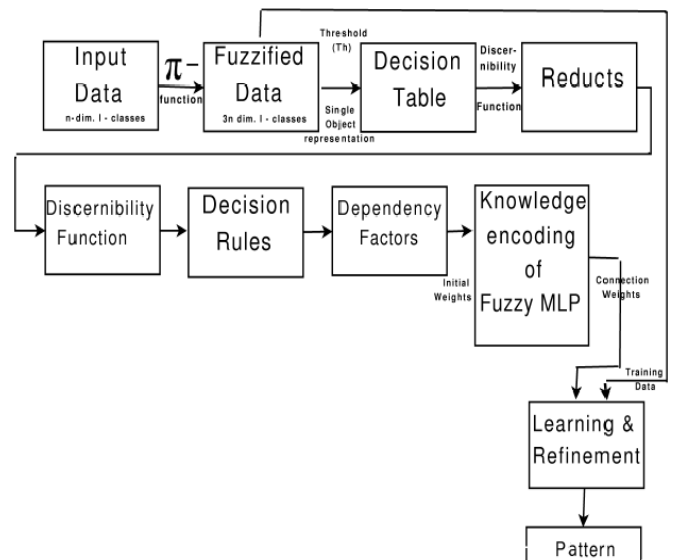 Input
Data
n-dim. l - classes
π-
function
Fuzzified
Data
3n dim. l - classes
Threshold
(Th)
Single
Object
representation
Decision
Table
Discer-
nibility
Function
Reducts
Discernibility
Function
Decision
Rules
Dependency
Factors
Initial
Weights
Knowledge
encoding
of
Fuzzy MLP
Connection
Weights
Training
Data
Learning &
Refinement
Pattern